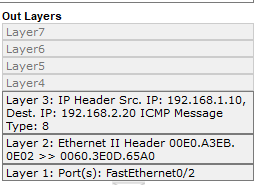 Out Layers
Layer7
Layer6
Layer5
Layer4
Layer 3: IP Header Src. IP: 192.168.1.10,
Dest. IP: 192.168.2.20 ICMP Message
Type: 8
Layer 2: Ethernet II Header 00E0.A3EB.
0E02 >> 0060.3E0D.65A0
Layer 1: Port(s): FastEthernet0/2